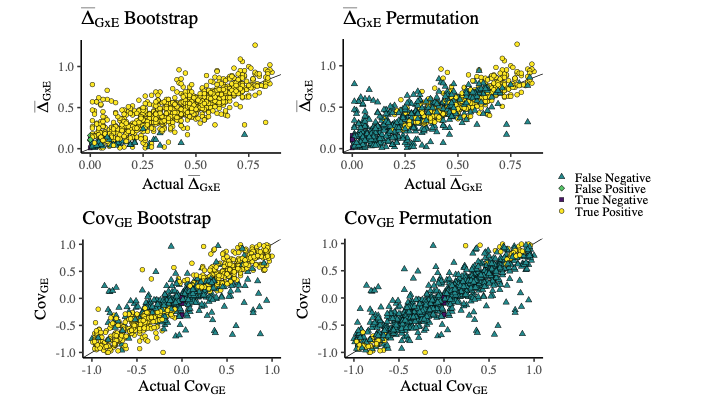 Δ̅GxE Bootstrap
Δ̅GxE Permutation
Δ̅GxE
1.0
0.5
0.0
0.00 0.25 0.50 0.75
Actual Δ̅GxE
Δ̅GxE
1.0
0.5
0.0
0.00 0.25 0.50 0.75
Actual Δ̅GxE
False Negative
False Positive
True Negative
True Positive
CovGE Bootstrap
CovGE Permutation
CovGE
1.0
0.5
0.0
-0.5
-1.0
-1.0 -0.5 0.0 0.5 1.0
Actual CovGE
CovGE
1.0
0.5
0.0
-0.5
-1.0
-1.0 -0.5 0.0 0.5 1.0
Actual CovGE